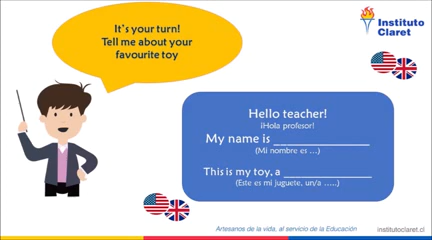 It's your turn!
Tell me about your
favourite toy
Instituto
Claret
Hello teacher!
¡Hola profesor!
My name is _______________
(Mi nombre es ...)
This is my toy, a _______________
(Este es mi juguete, un/a .....)
Artesanos de la vida, al servicio de la Educación
institutoclaret.cl